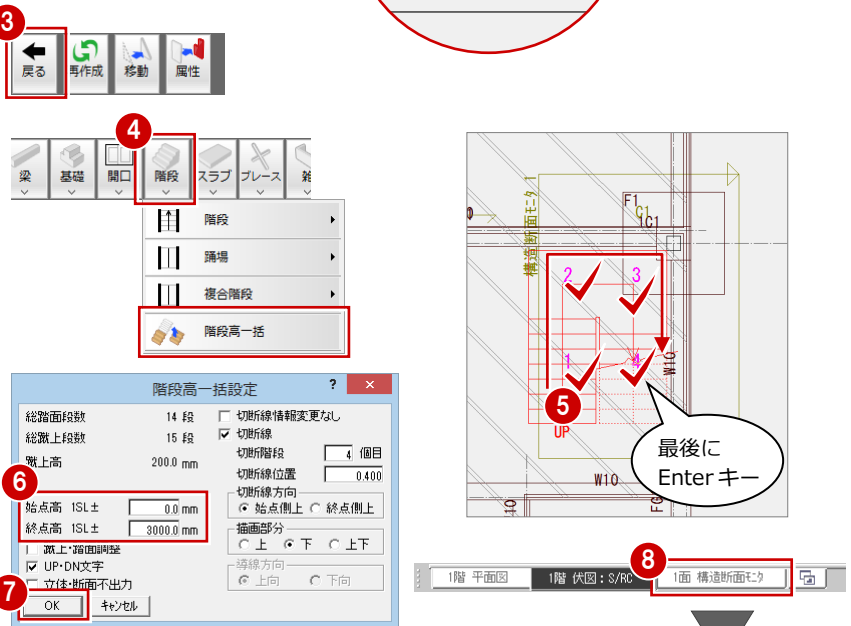 3
戻る 再作成 移動 属性
4
梁 基礎 開口 階段 スラブ ブレース 雑
階段
踊場
複合階段
階段高一括
階段高一括設定 ? ×
総踏面段数 14 段
総蹴上段数 15 段
蹴上高 200.0 mm
6
始点高 1SL± 0.0 mm
終点高 1SL± 3000.0 mm
蹴上・踏面調整
UP・DN文字
立体・断面不出力
7
OK キャンセル
切断線情報変更なし
切断線
切断階段 4 個目
切断線位置 0.400
切断線方向
始点側上 終点側上
描画部分
上 下 上下
導線方向
上向 下向
構造断面モニタ 1
F1
C1
1C1
2 3
1 4
W10
5
UP
最後に
Enter キー
W10
FG
10
8
1階 平面図 1階 伏図:S/RC 1面 構造断面モニタ